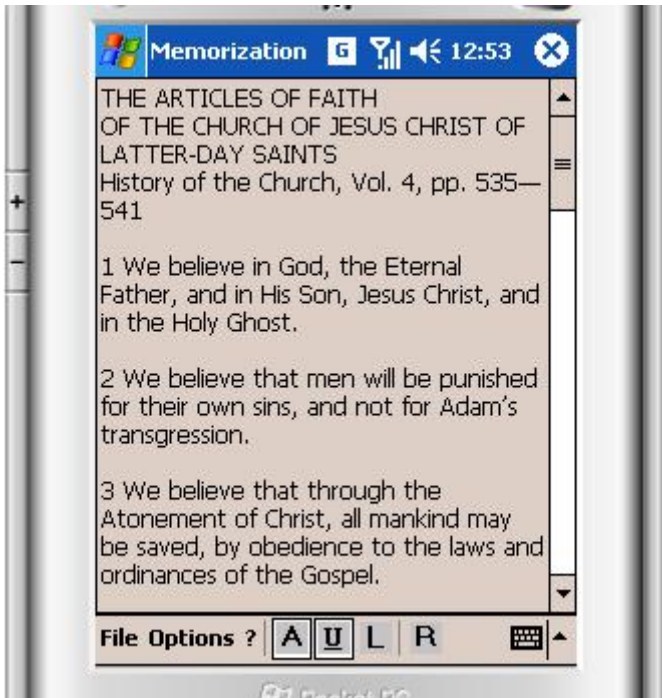 Memorization G 12:53
THE ARTICLES OF FAITH
OF THE CHURCH OF JESUS CHRIST OF
LATTER-DAY SAINTS
History of the Church, Vol. 4, pp. 535—
541
1 We believe in God, the Eternal
Father, and in His Son, Jesus Christ, and
in the Holy Ghost.
2 We believe that men will be punished
for their own sins, and not for Adam's
transgression.
3 We believe that through the
Atonement of Christ, all mankind may
be saved, by obedience to the laws and
ordinances of the Gospel.
File Options ? A U L R
Pocket PC